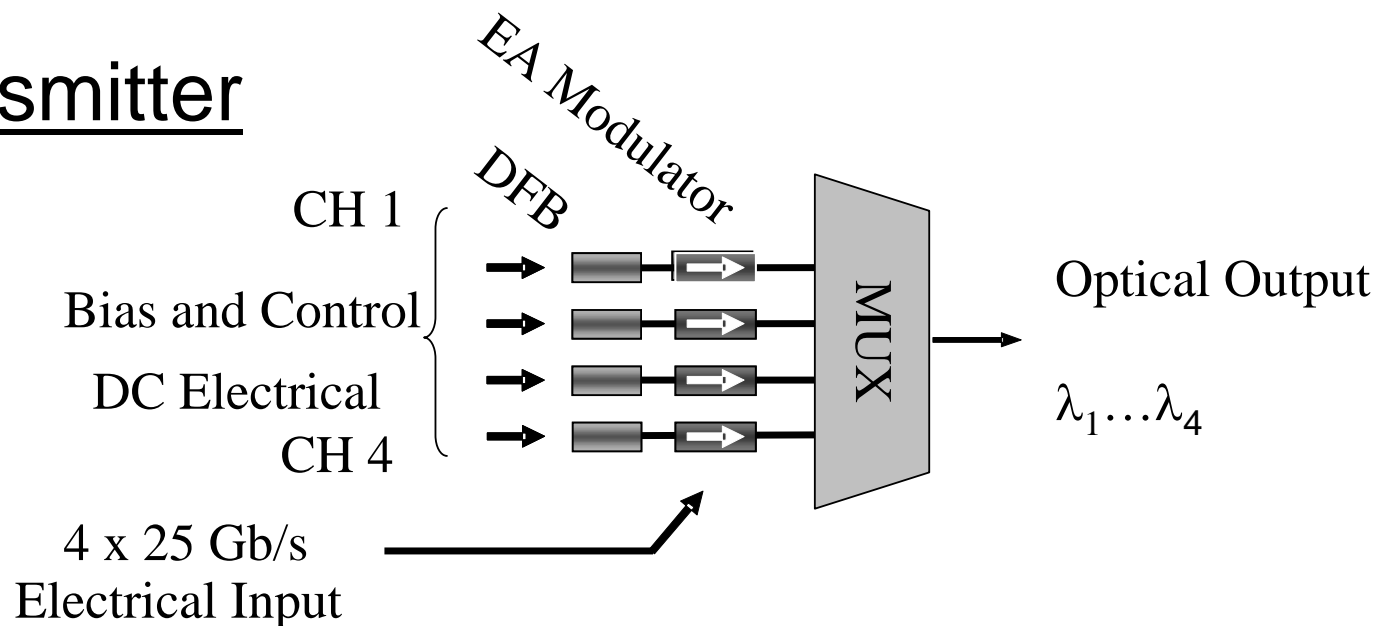 smitter
EA Modulator
DFB
CH 1
Bias and Control
DC Electrical
CH 4
4 x 25 Gb/s
Electrical Input
MUX
Optical Output
λ₁…λ₄